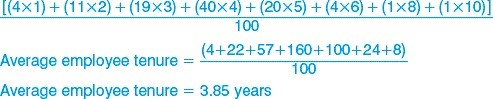 [(4×1) + (11×2) + (19×3) + (40×4) + (20×5) + (4×6) + (1×8) + (1×10)]
100
Average employee tenure = (4+22+57+160+100+24+8)
100
Average employee tenure = 3.85 years